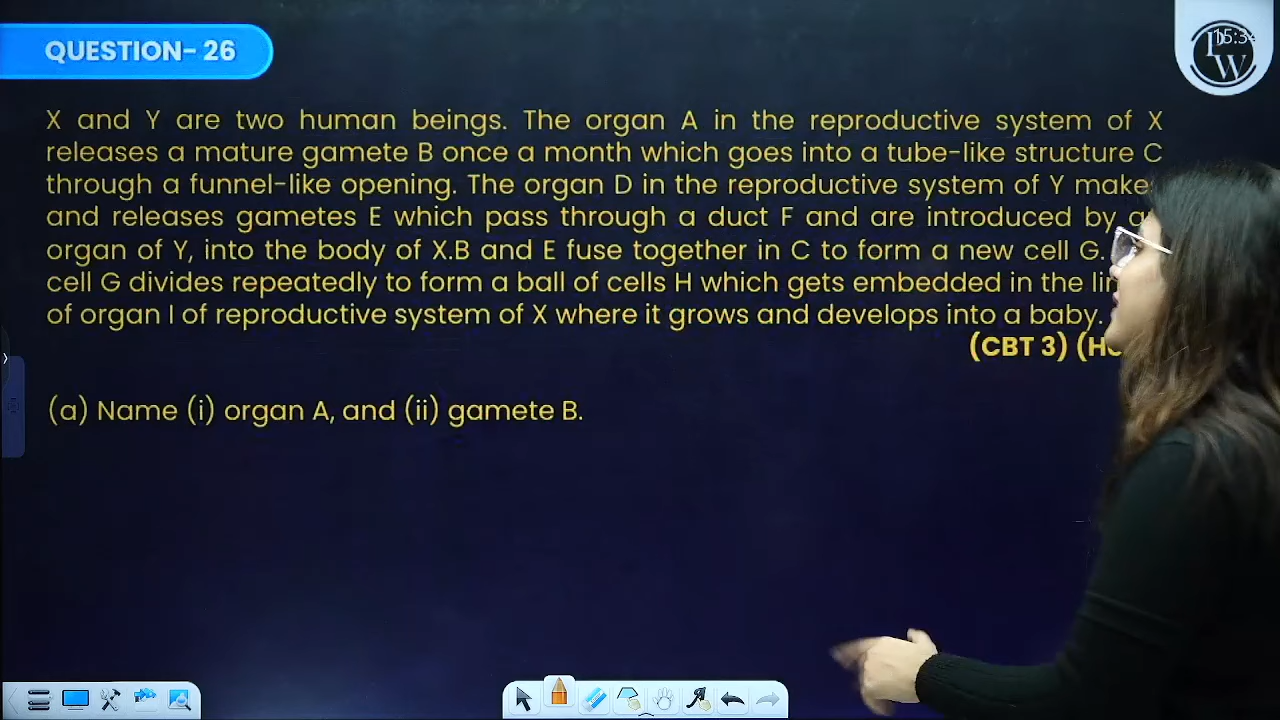 QUESTION- 26
15:34
PW
X and Y are two human beings. The organ A in the reproductive system of X
releases a mature gamete B once a month which goes into a tube-like structure C
through a funnel-like opening. The organ D in the reproductive system of Y
and releases gametes E which pass through a duct F and are introduced by
organ of Y, into the body of X.B and E fuse together in C to form a new cell G.
cell G divides repeatedly to form a ball of cells H which gets embedded in the
of organ I of reproductive system of X where it grows and develops into a baby.
(CBT 3)
(a) Name (i) organ A, and (ii) gamete B.